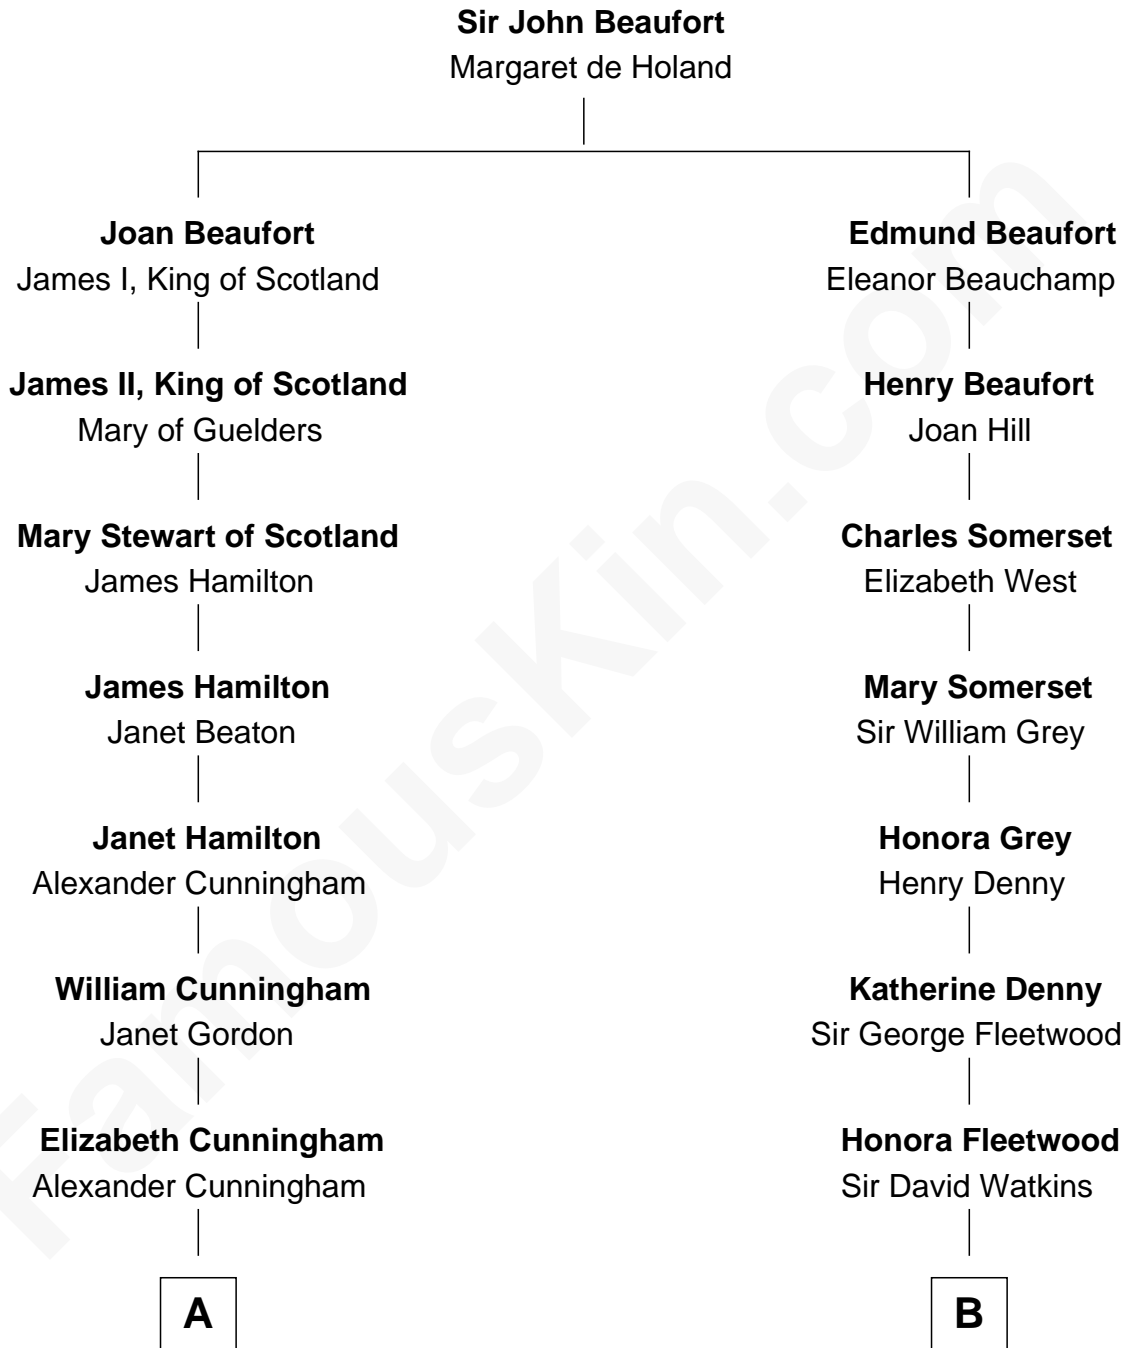 Sir John Beaufort
Margaret de Holand
Joan Beaufort
James I, King of Scotland
James II, King of Scotland
Mary of Guelders
Mary Stewart of Scotland
James Hamilton
James Hamilton
Janet Beaton
Janet Hamilton
Alexander Cunningham
William Cunningham
Janet Gordon
Elizabeth Cunningham
Alexander Cunningham
A
Edmund Beaufort
Eleanor Beauchamp
Henry Beaufort
Joan Hill
Charles Somerset
Elizabeth West
Mary Somerset
Sir William Grey
Honora Grey
Henry Denny
Katherine Denny
Sir George Fleetwood
Honora Fleetwood
Sir David Watkins
B
FamousKin.com